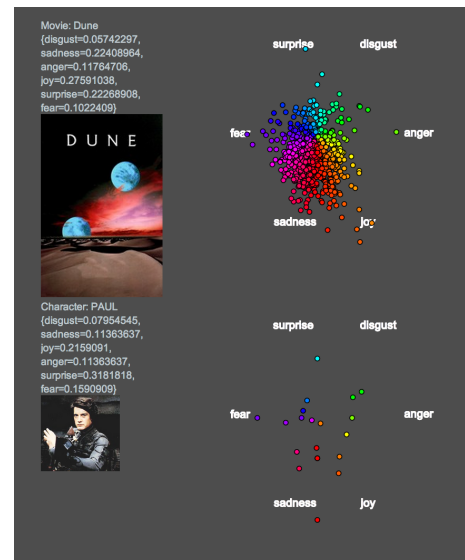 Movie: Dune
{disgust=0.05742297,
sadness=0.22408964,
anger=0.11764706,
joy=0.27591038,
surprise=0.22268908,
fear=0.1022409}
DUNE
surprise disgust
fear anger
sadness joy
Character: PAUL
{disgust=0.07954545,
sadness=0.11363637,
joy=0.2159091,
anger=0.11363637,
surprise=0.3181818,
fear=0.1590909}
surprise disgust
fear anger
sadness joy